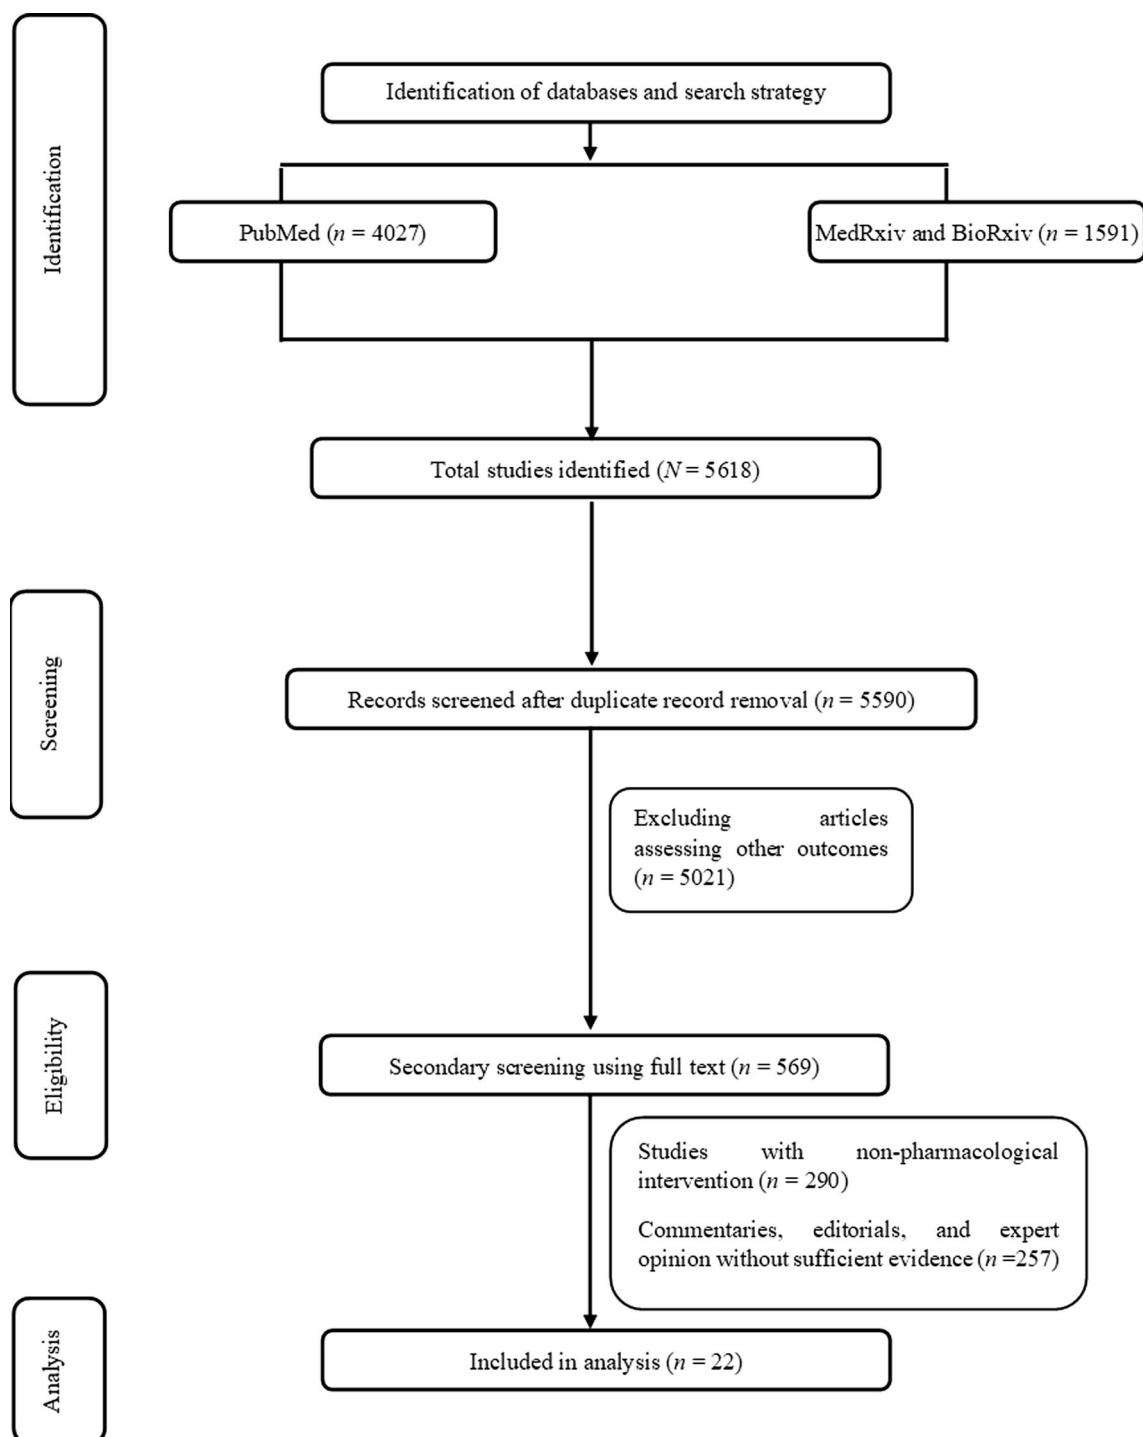 Identification
Identification of databases and search strategy
PubMed (n = 4027)
MedRxiv and BioRxiv (n = 1591)
Total studies identified (N = 5618)
Screening
Records screened after duplicate record removal (n = 5590)
Excluding articles
assessing other outcomes
(n = 5021)
Eligibility
Secondary screening using full text (n = 569)
Studies with non-pharmacological
intervention (n = 290)
Commentaries, editorials, and expert
opinion without sufficient evidence (n =257)
Analysis
Included in analysis (n = 22)